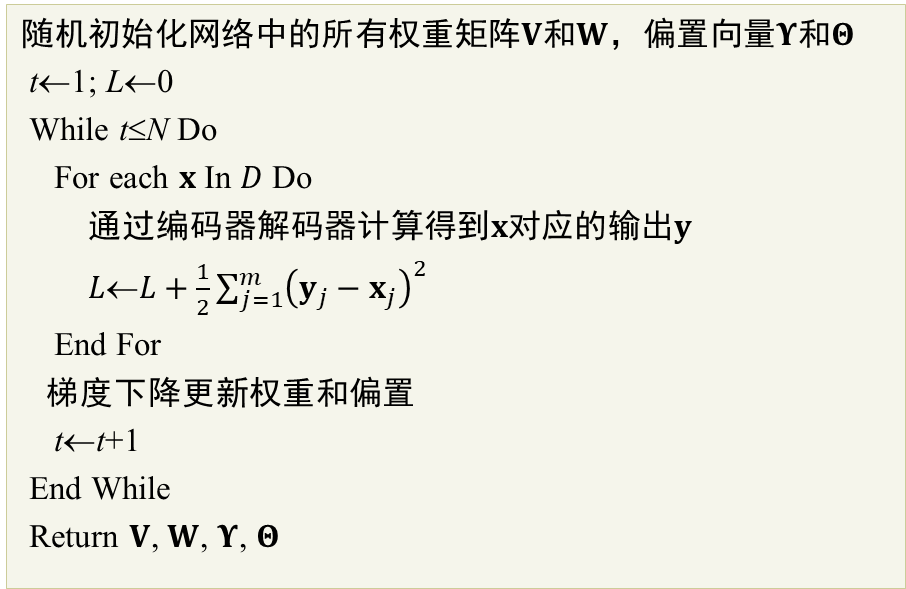 随机初始化网络中的所有权重矩阵V和W，偏置向量ϒ和Θ
t←1; L←0
While t≤N Do
For each x In D Do
通过编码器解码器计算得到x对应的输出y
L←L + 1/2 ∑_{j=1}^{m} (y_j − x_j)^2
End For
梯度下降更新权重和偏置
t←t+1
End While
Return V, W, ϒ, Θ